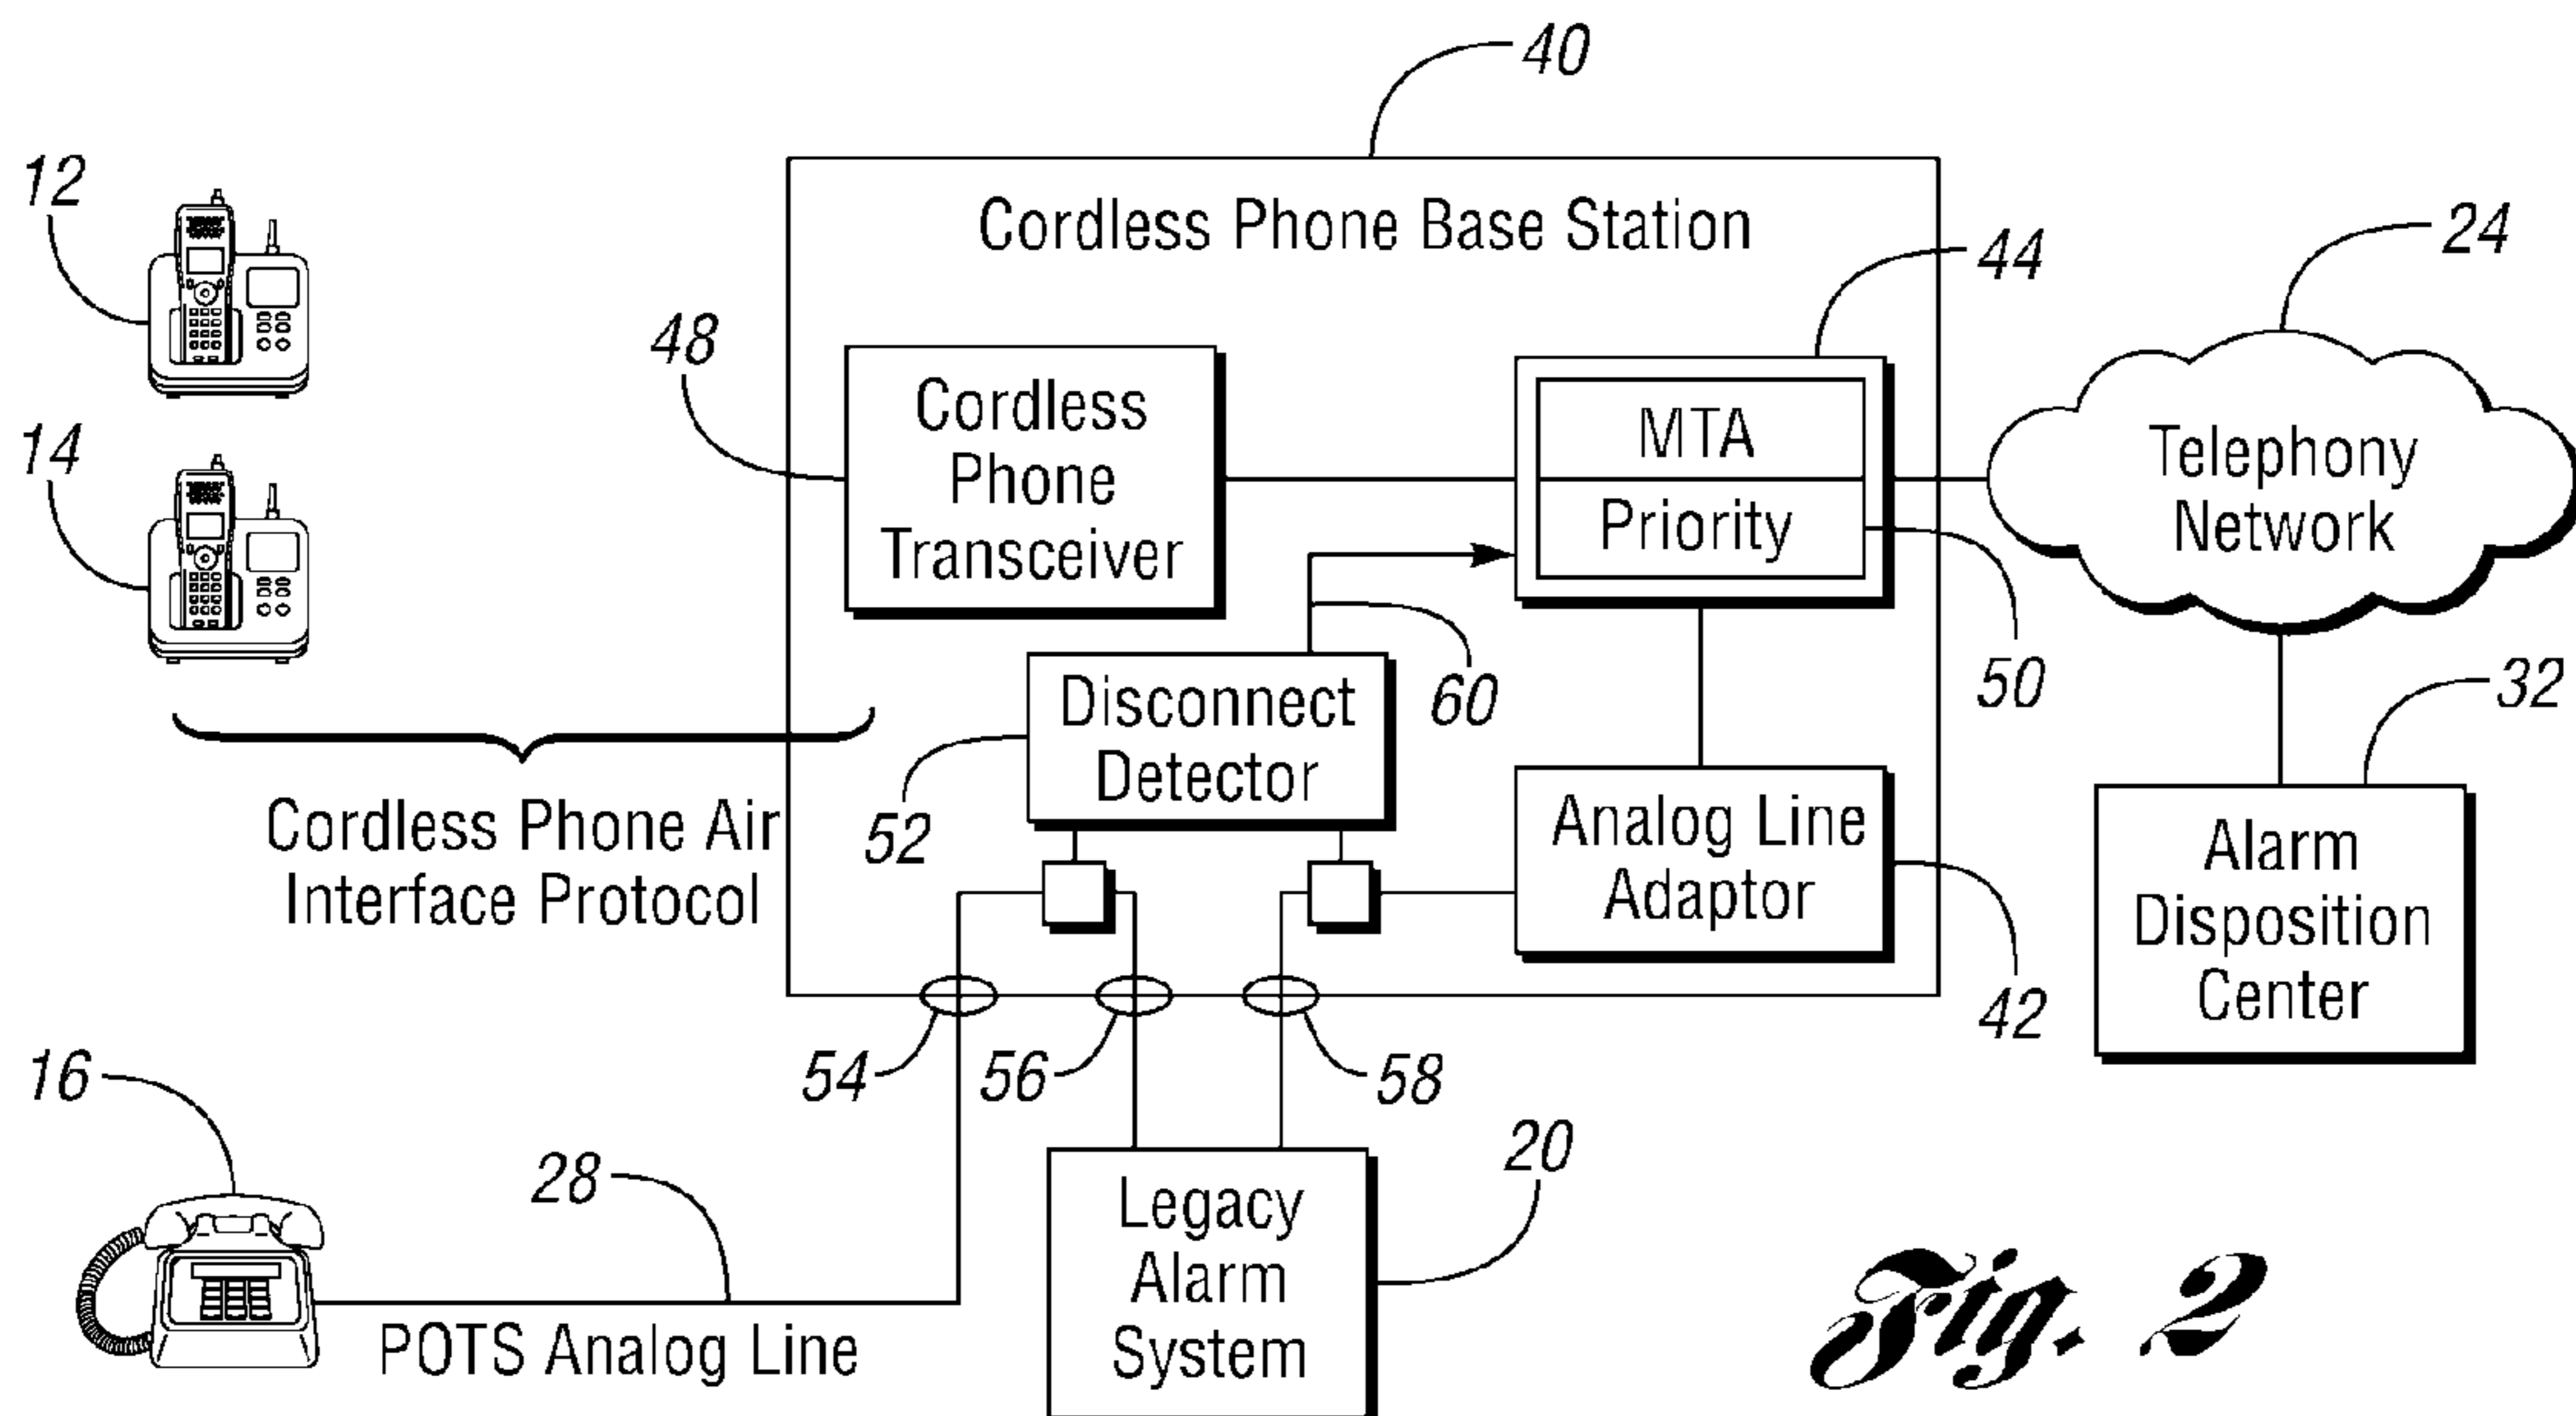 40
12
Cordless Phone Base Station
24
44
48
Cordless
Phone
Transceiver
MTA
Priority
Telephony
Network
14
60
50
32
Disconnect
Detector
52
Cordless Phone Air
Interface Protocol
Analog Line
Adaptor
Alarm
Disposition
Center
42
54
56
58
16
28
20
POTS Analog Line
Legacy
Alarm
System
Fig. 2